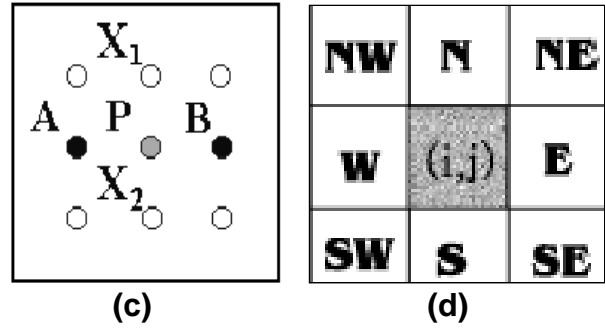 X₁
A P B
X₂
(c)
NW N NE
W (i,j) E
SW S SE
(d)